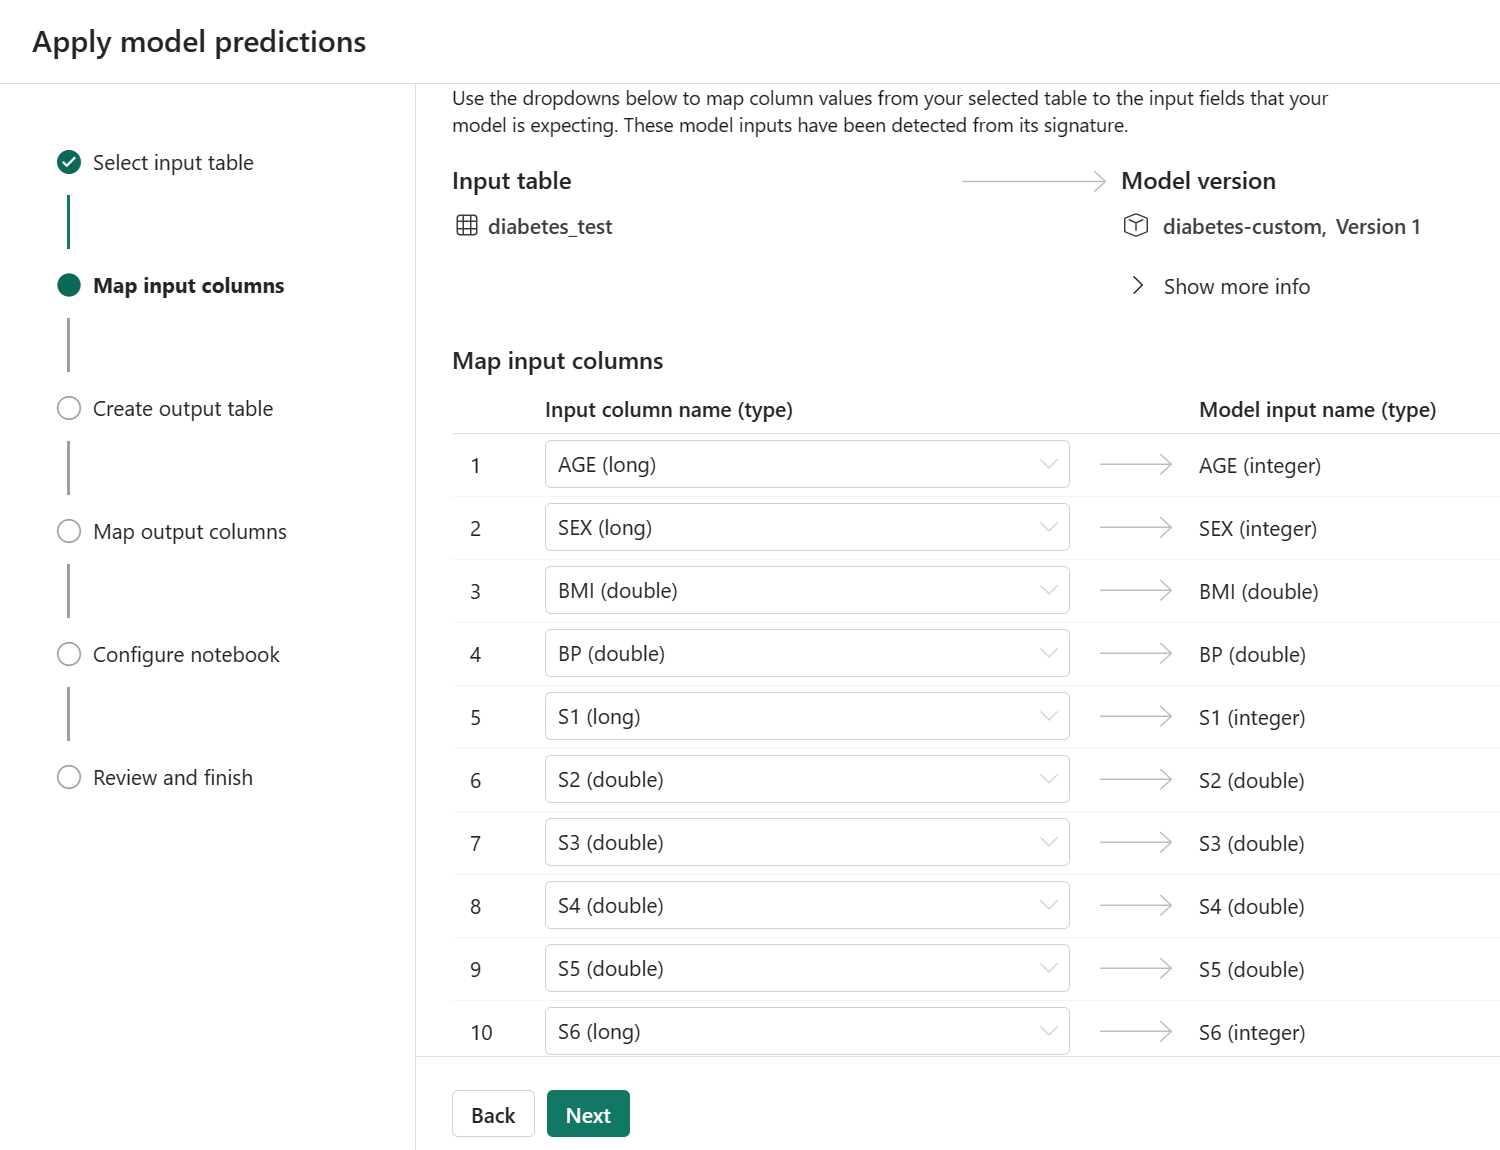 Apply model predictions
Select input table
Map input columns
Create output table
Map output columns
Configure notebook
Review and finish
Use the dropdowns below to map column values from your selected table to the input fields that your
model is expecting. These model inputs have been detected from its signature.
Input table
Model version
diabetes_test
diabetes-custom, Version 1
Show more info
Map input columns
Input column name (type) Model input name (type)
1 AGE (long) AGE (integer)
2 SEX (long) SEX (integer)
3 BMI (double) BMI (double)
4 BP (double) BP (double)
5 S1 (long) S1 (integer)
6 S2 (double) S2 (double)
7 S3 (double) S3 (double)
8 S4 (double) S4 (double)
9 S5 (double) S5 (double)
10 S6 (long) S6 (integer)
Back Next